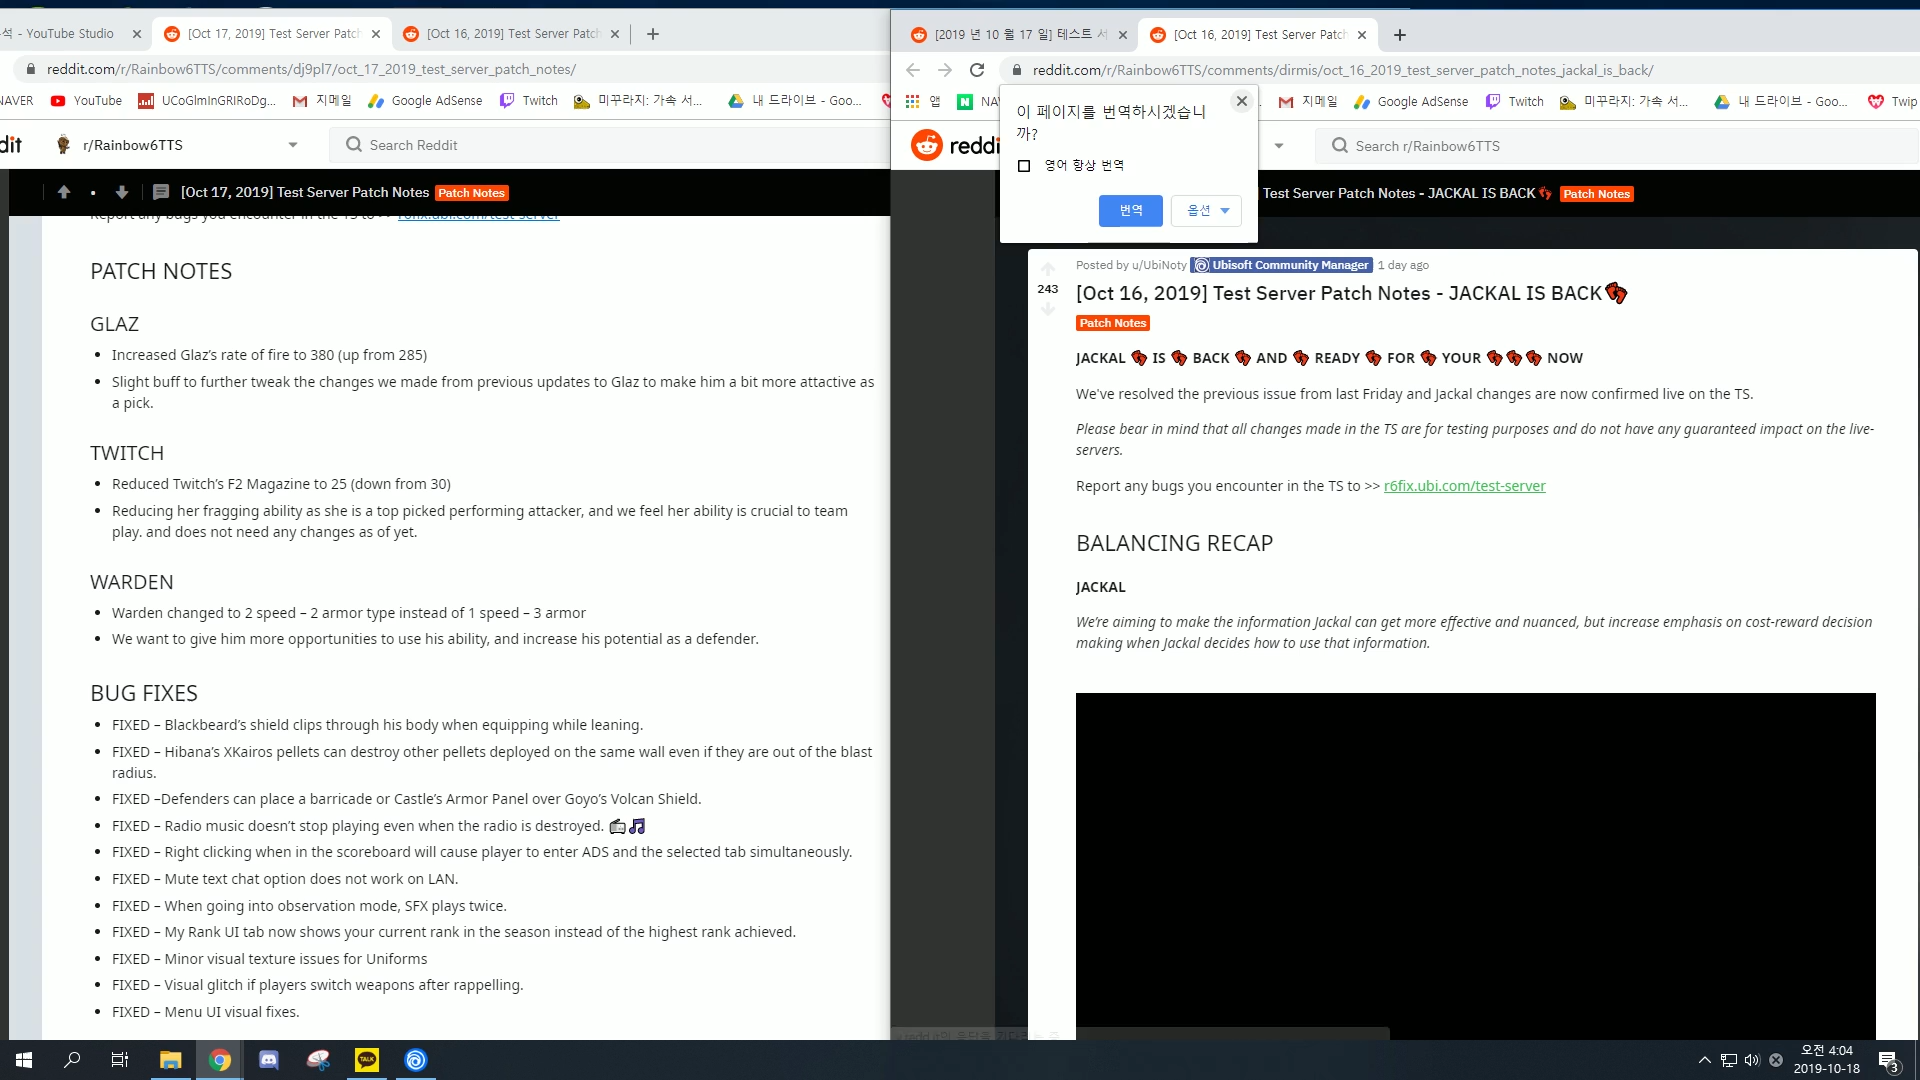 석 - YouTube Studio
[Oct 17, 2019] Test Server Patch
[Oct 16, 2019] Test Server Patch
reddit.com/r/Rainbow6TTS/comments/dj9pl7/oct_17_2019_test_server_patch_notes/
NAVER
YouTube
UCoGlmInGRIRoDg...
지메일
Google AdSense
Twitch
미꾸라지: 가속 서...
내 드라이브 - Goo...
dit
r/Rainbow6TTS
Search Reddit
[Oct 17, 2019] Test Server Patch Notes Patch Notes
Report any bugs you encounter in the TS to >> r6fix.ubi.com/test-server
PATCH NOTES
GLAZ
Increased Glaz’s rate of fire to 380 (up from 285)
Slight buff to further tweak the changes we made from previous updates to Glaz to make him a bit more attactive as
a pick.
TWITCH
Reduced Twitch’s F2 Magazine to 25 (down from 30)
Reducing her fragging ability as she is a top picked performing attacker, and we feel her ability is crucial to team
play. and does not need any changes as of yet.
WARDEN
Warden changed to 2 speed – 2 armor type instead of 1 speed – 3 armor
We want to give him more opportunities to use his ability, and increase his potential as a defender.
BUG FIXES
FIXED – Blackbeard’s shield clips through his body when equipping while leaning.
FIXED – Hibana’s XKairos pellets can destroy other pellets deployed on the same wall even if they are out of the blast
radius.
FIXED –Defenders can place a barricade or Castle’s Armor Panel over Goyo’s Volcan Shield.
FIXED – Radio music doesn’t stop playing even when the radio is destroyed. 📻🎵
FIXED – Right clicking when in the scoreboard will cause player to enter ADS and the selected tab simultaneously.
FIXED – Mute text chat option does not work on LAN.
FIXED – When going into observation mode, SFX plays twice.
FIXED – My Rank UI tab now shows your current rank in the season instead of the highest rank achieved.
FIXED – Minor visual texture issues for Uniforms
FIXED – Visual glitch if players switch weapons after rappelling.
FIXED – Menu UI visual fixes.
[2019 년 10 월 17 일] 테스트 서
[Oct 16, 2019] Test Server Patch
reddit.com/r/Rainbow6TTS/comments/dirmis/oct_16_2019_test_server_patch_notes_jackal_is_back/
앱
NA
지메일
Google AdSense
Twitch
미꾸라지: 가속 서...
내 드라이브 - Goo...
Twip
이 페이지를 번역하시겠습니
까?
영어 항상 번역
번역
옵션
reddi
Search r/Rainbow6TTS
Test Server Patch Notes - JACKAL IS BACK👣 Patch Notes
Posted by u/UbiNoty Ubisoft Community Manager 1 day ago
243
[Oct 16, 2019] Test Server Patch Notes - JACKAL IS BACK👣
Patch Notes
JACKAL 👣 IS 👣 BACK 👣 AND 👣 READY 👣 FOR 👣 YOUR 👣👣👣 NOW
We've resolved the previous issue from last Friday and Jackal changes are now confirmed live on the TS.
Please bear in mind that all changes made in the TS are for testing purposes and do not have any guaranteed impact on the live-
servers.
Report any bugs you encounter in the TS to >> r6fix.ubi.com/test-server
BALANCING RECAP
JACKAL
We’re aiming to make the information Jackal can get more effective and nuanced, but increase emphasis on cost-reward decision
making when Jackal decides how to use that information.
TALK
오전 4:04
2019-10-18
3